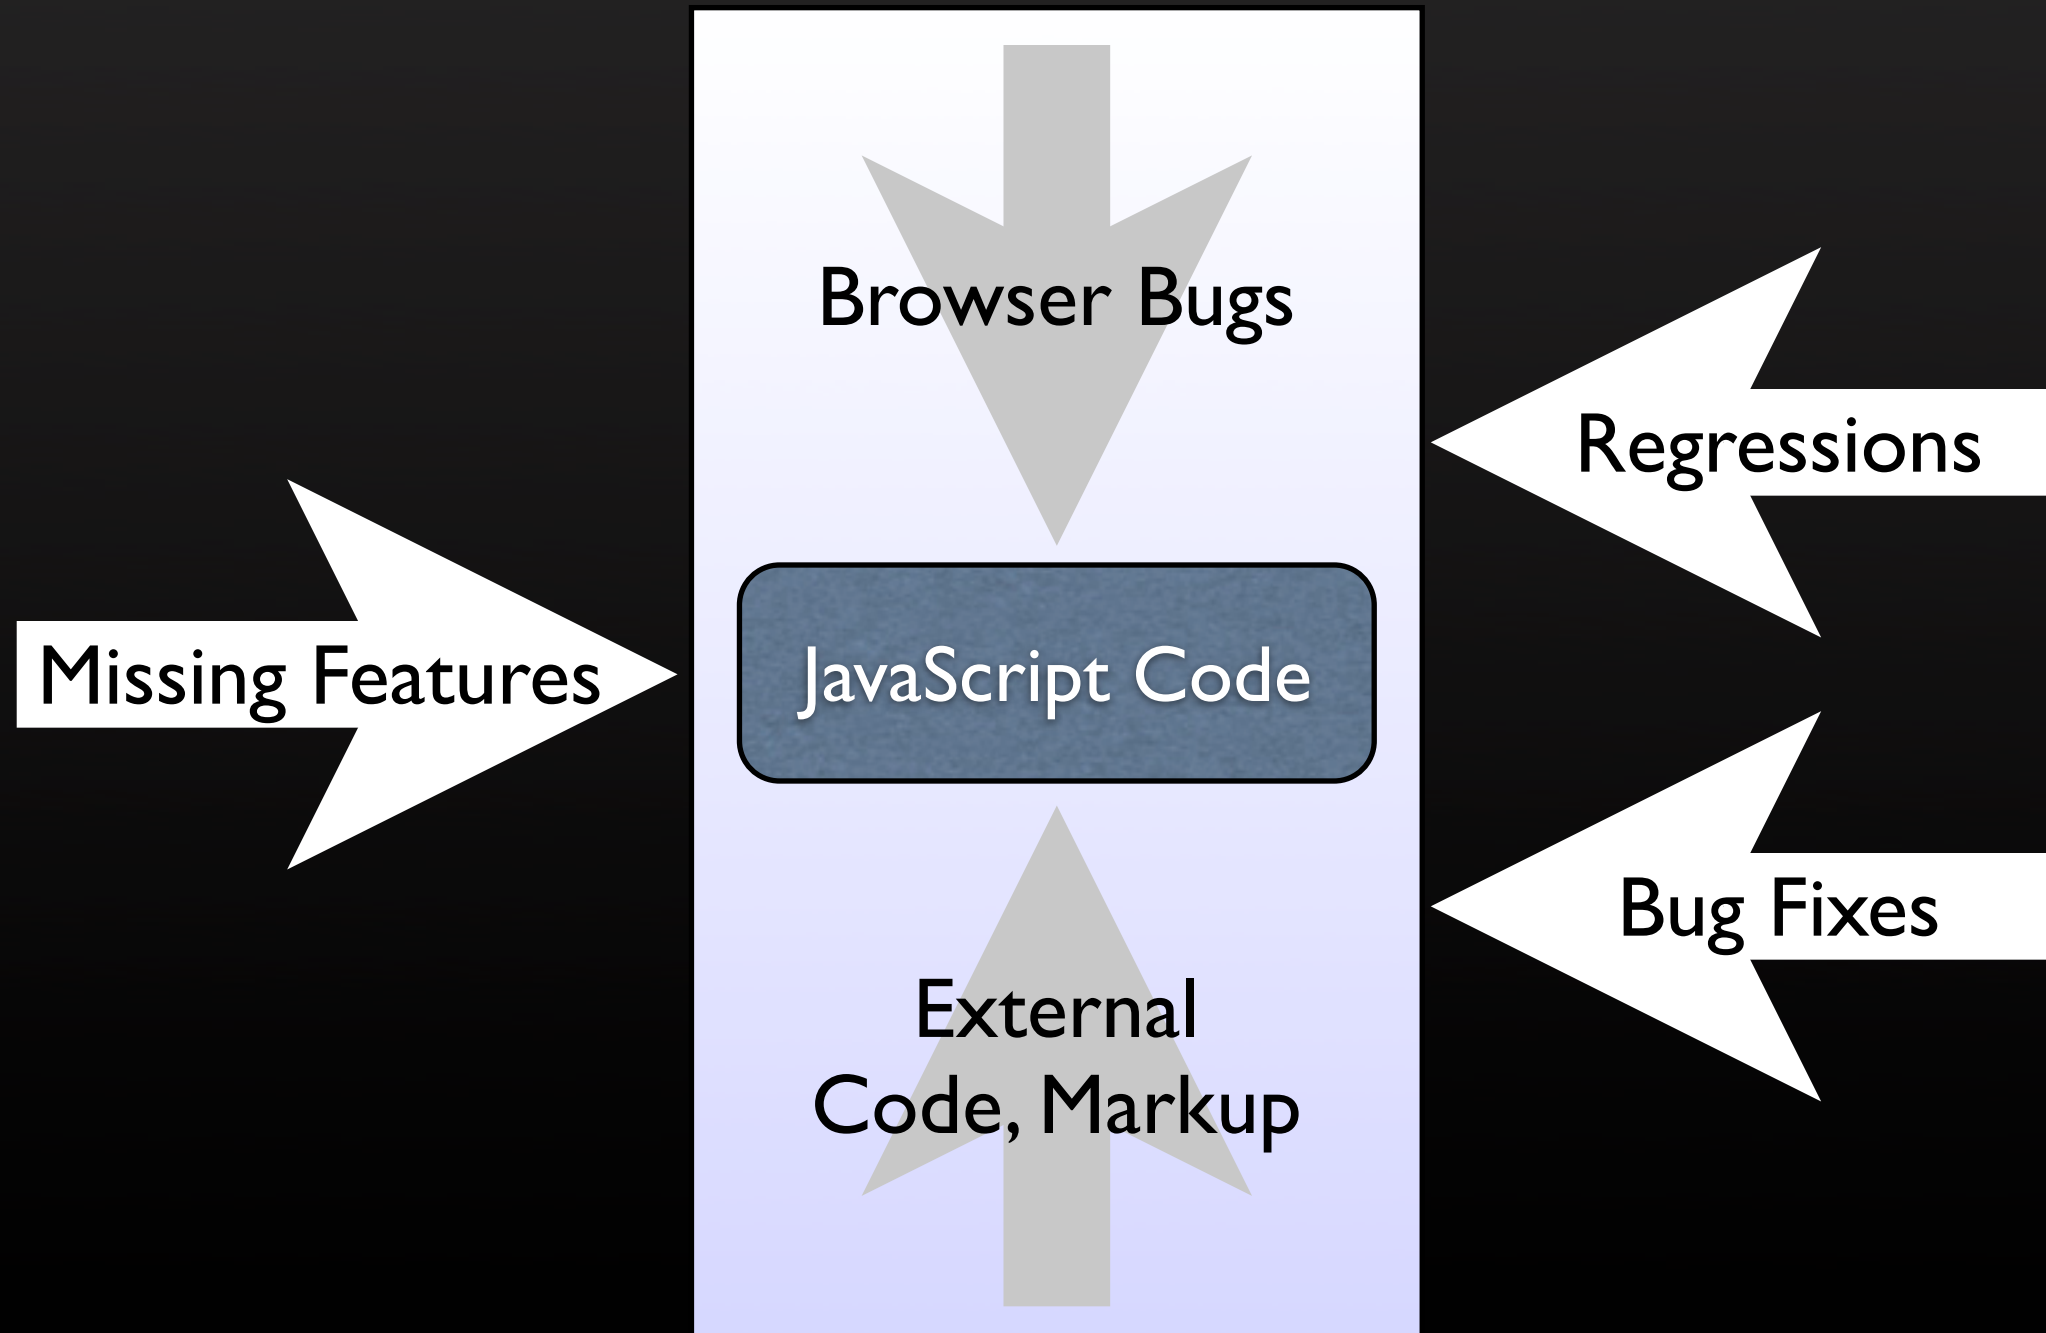 Browser Bugs
Regressions
Missing Features
JavaScript Code
Bug Fixes
External
Code, Markup